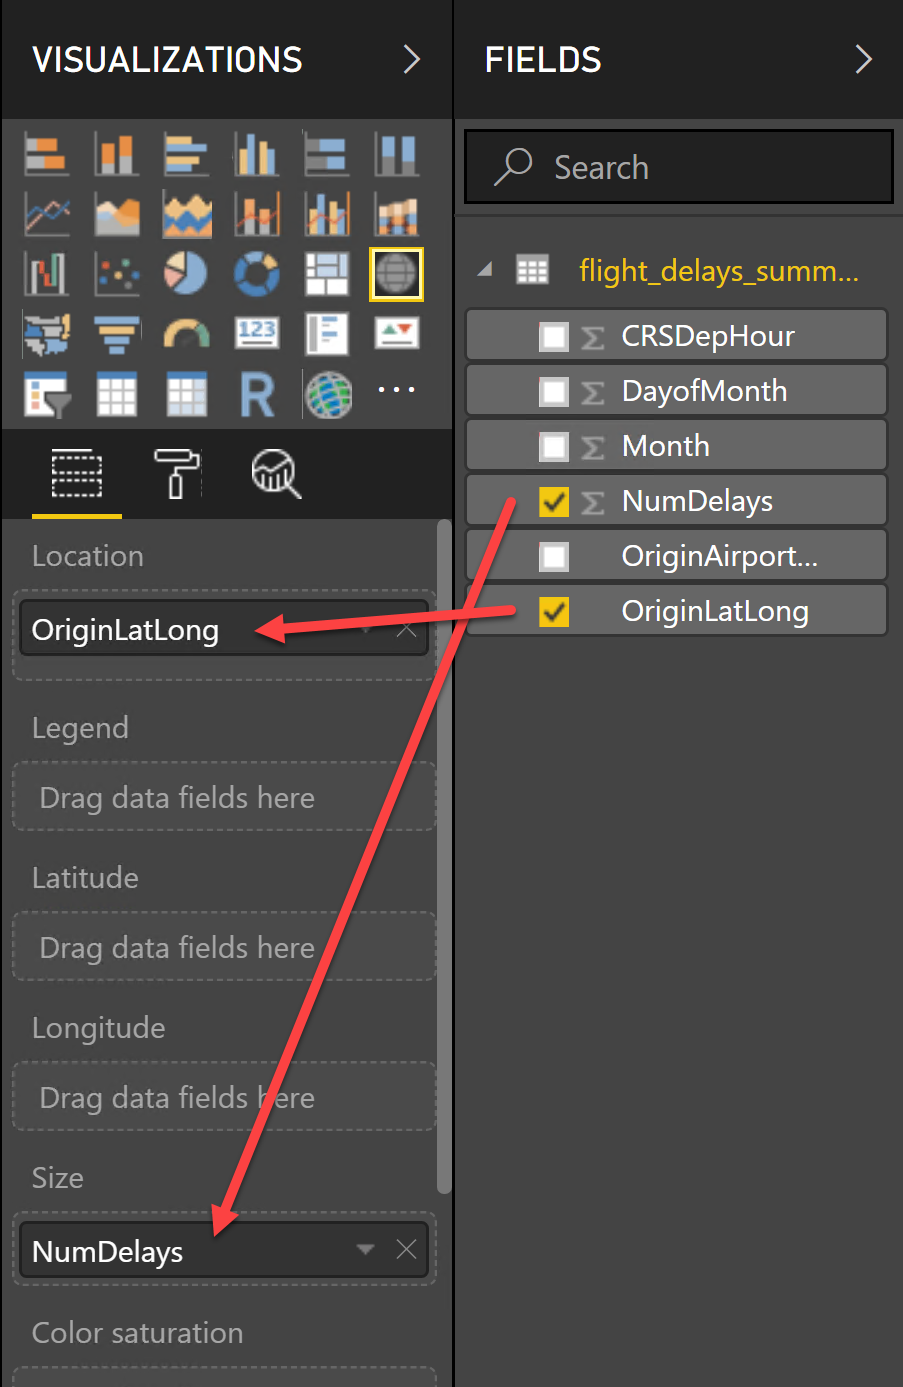 VISUALIZATIONS
123
R
Location
OriginLatLong
Legend
Drag data fields here
Latitude
Drag data fields here
Longitude
Drag data fields here
Size
NumDelays
Color saturation
FIELDS
Search
flight_delays_summ...
CRSDepHour
DayofMonth
Month
NumDelays
OriginAirport...
OriginLatLong